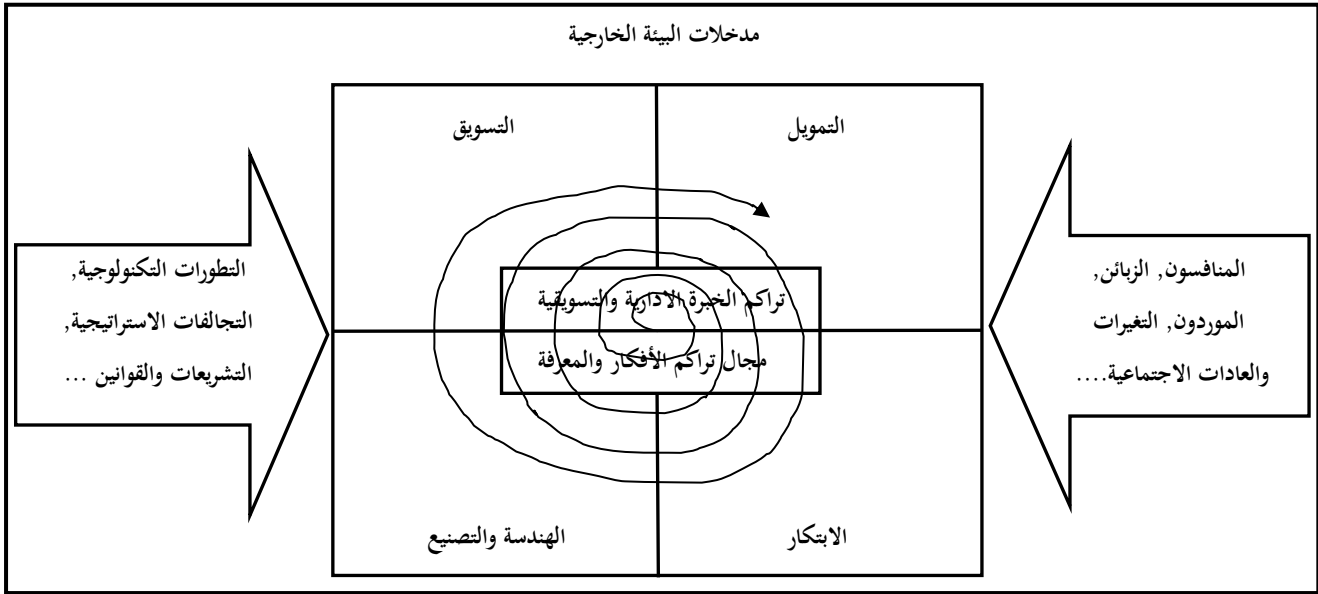 مدخلات البيئة الخارجية
التمويل
التسويق
المنافسون, الزبائن,
الموردون, التغيرات
والعادات الاجتماعية....
تراكم الخبرة الادارية والتسويقية
مجال تراكم الأفكار والمعرفة
التطورات التكنولوجية,
التجالفات الاستراتيجية,
التشريعات والقوانين ...
الابتكار
الهندسة والتصنيع